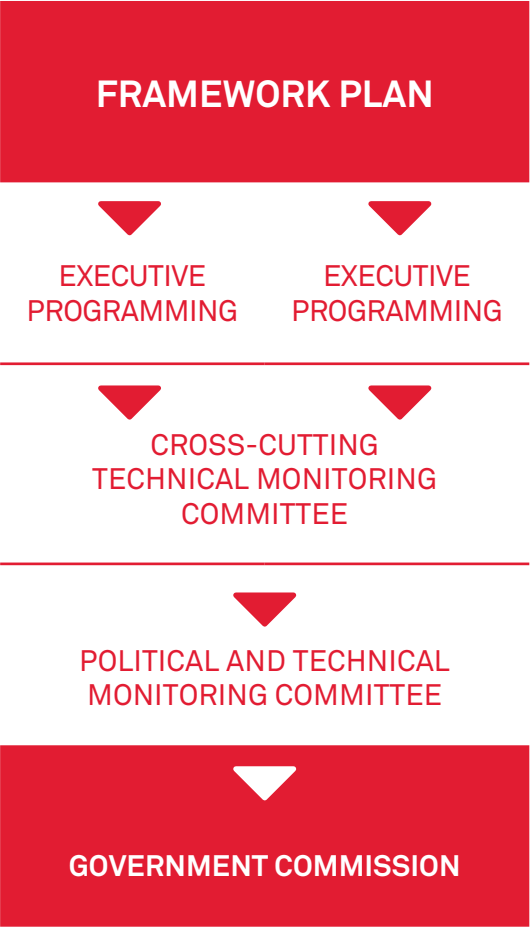 FRAMEWORK PLAN
EXECUTIVE
PROGRAMMING
EXECUTIVE
PROGRAMMING
CROSS-CUTTING
TECHNICAL MONITORING
COMMITTEE
POLITICAL AND TECHNICAL
MONITORING COMMITTEE
GOVERNMENT COMMISSION